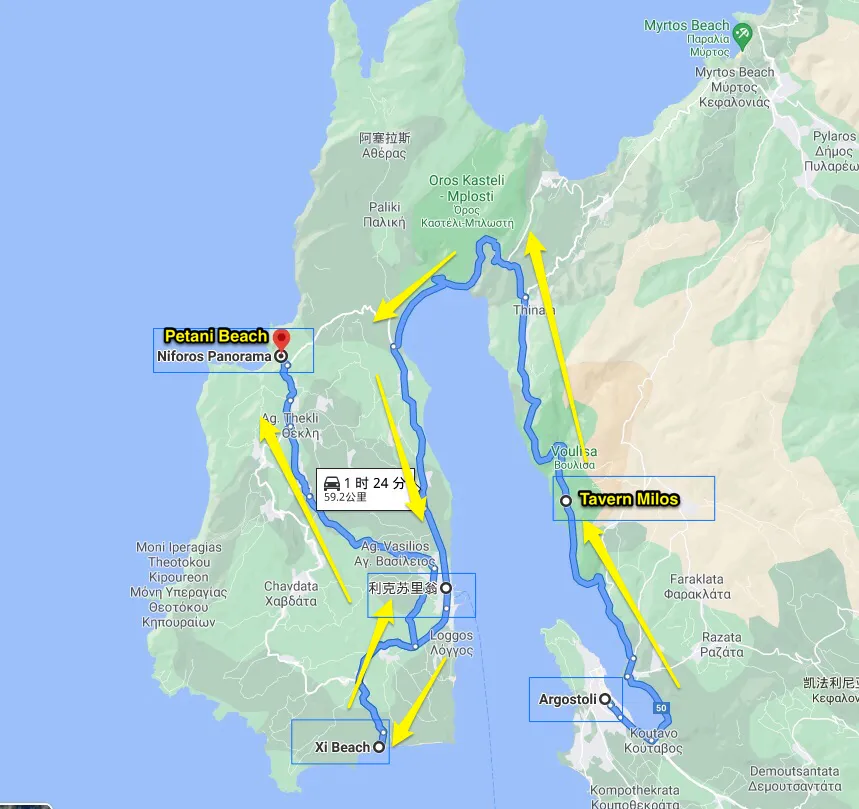 Myrtos Beach
Παραλία
Μύρτος
Myrtos Beach
Μύρτος
Κεφαλονιάς
阿塞拉斯
Αθέρας
Pylaros
Δήμος
Πυλαρέω
Oros Kasteli
- Mplosti
Όρος
Καστέλι-Μπλωστή
Paliki
Παλική
Thinaia
Petani Beach
Niforos Panorama
Ag. Thekli
Θέκλη
Voulisa
Βούλισα
1 时 24 分
59.2公里
Tavern Milos
Moni Iperagias
Theotokou
Kipoureon
Μονή Υπεραγίας
Θεοτόκου
Κηπουραίων
Ag. Vasilios
Αγ. Βασίλειος
Chavdata
Χαβδάτα
利克苏里翁
Faraklata
Φαρακλάτα
Loggos
Λόγγος
Razata
Ραζάτα
凯法利尼亚
Κεφαλον
Argostoli
50
Koutavo
Κούταβος
Xi Beach
Demoutsantata
Δεμουτσαντάτα
Kompothekrata
Κομποθεκράτα